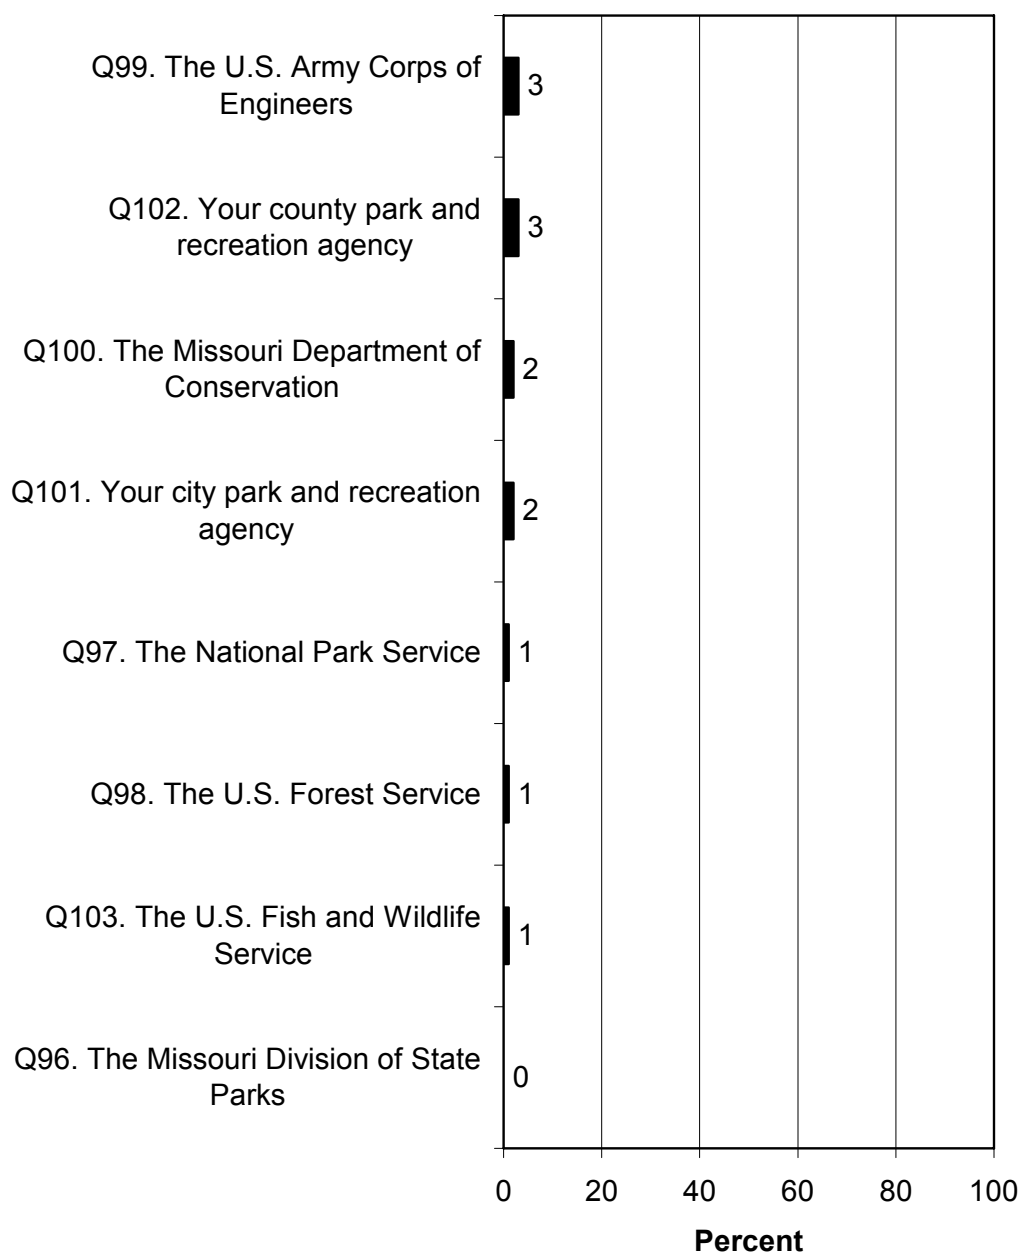 Q99. The U.S. Army Corps of
Engineers
3
Q102. Your county park and
recreation agency
3
Q100. The Missouri Department of
Conservation
2
Q101. Your city park and recreation
agency
2
Q97. The National Park Service
1
Q98. The U.S. Forest Service
1
Q103. The U.S. Fish and Wildlife
Service
1
Q96. The Missouri Division of State
Parks
0
0 20 40 60 80 100
Percent